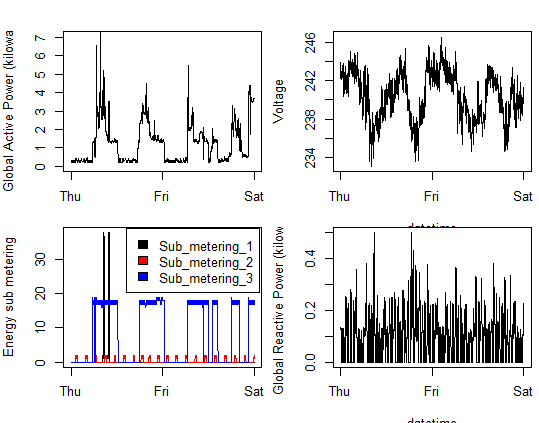 Global Active Power (kilowa
0 1 2 3 4 5 6 7
Thu Fri Sat
Voltage
234 238 242 246
Thu Fri Sat
datetime
Energy sub metering
0 10 20 30
Sub_metering_1
Sub_metering_2
Sub_metering_3
Thu Fri Sat
Global Reactive Power (kilow
0.0 0.2 0.4
Thu Fri Sat
datetime